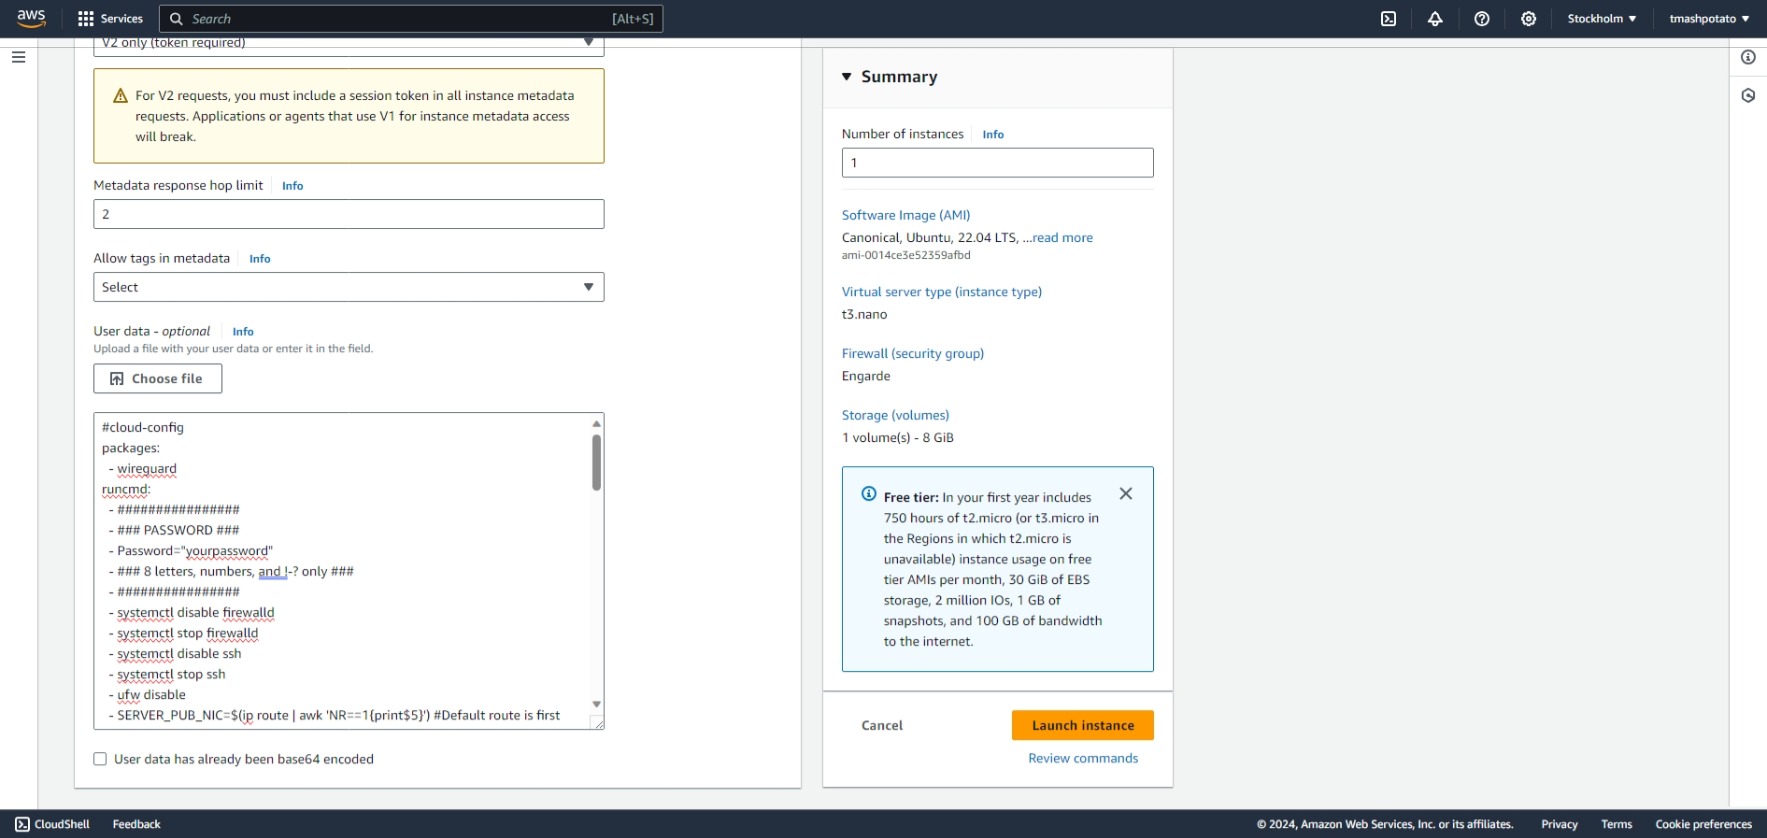 aws
Services
Search [Alt+S]
Stockholm
tmashpotato
V2 only (token required)
For V2 requests, you must include a session token in all instance metadata
requests. Applications or agents that use V1 for instance metadata access
will break.
Metadata response hop limit Info
2
Allow tags in metadata Info
Select
User data - optional Info
Upload a file with your user data or enter it in the field.
Choose file
#cloud-config
packages:
- wireguard
runcmd:
- ################
- ### PASSWORD ###
- Password="yourpassword"
- ### 8 letters, numbers, and !-? only ###
- ################
- systemctl disable firewalld
- systemctl stop firewalld
- systemctl disable ssh
- systemctl stop ssh
- ufw disable
- SERVER_PUB_NIC=$(ip route | awk 'NR==1{print$5}') #Default route is first
User data has already been base64 encoded
Summary
Number of instances Info
1
Software Image (AMI)
Canonical, Ubuntu, 22.04 LTS, ...read more
ami-0014ce3e52359afbd
Virtual server type (instance type)
t3.nano
Firewall (security group)
Engarde
Storage (volumes)
1 volume(s) - 8 GiB
Free tier: In your first year includes
750 hours of t2.micro (or t3.micro in
the Regions in which t2.micro is
unavailable) instance usage on free
tier AMIs per month, 30 GiB of EBS
storage, 2 million IOs, 1 GB of
snapshots, and 100 GB of bandwidth
to the internet.
Cancel
Launch instance
Review commands
CloudShell
Feedback
© 2024, Amazon Web Services, Inc. or its affiliates.
Privacy
Terms
Cookie preferences